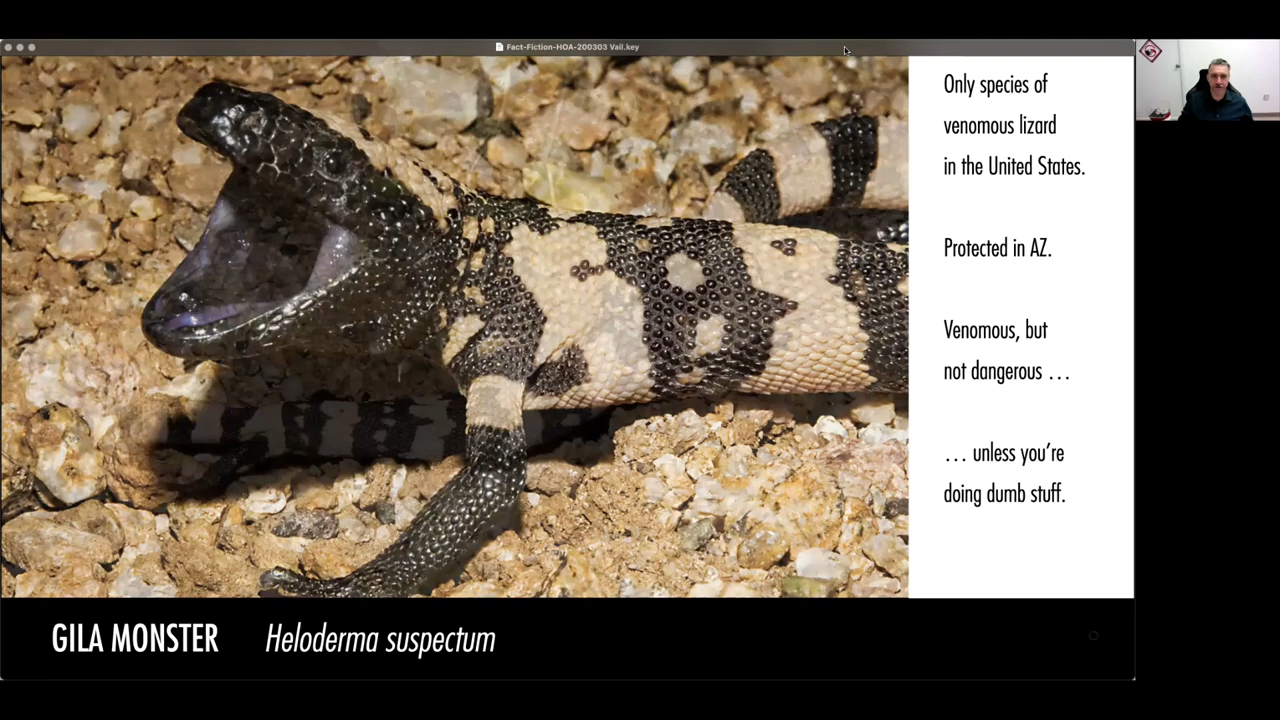 Fact-Fiction-HOA-200303 Vail.key
Only species of
venomous lizard
in the United States.
Protected in AZ.
Venomous, but
not dangerous …
… unless you’re
doing dumb stuff.
GILA MONSTER Heloderma suspectum